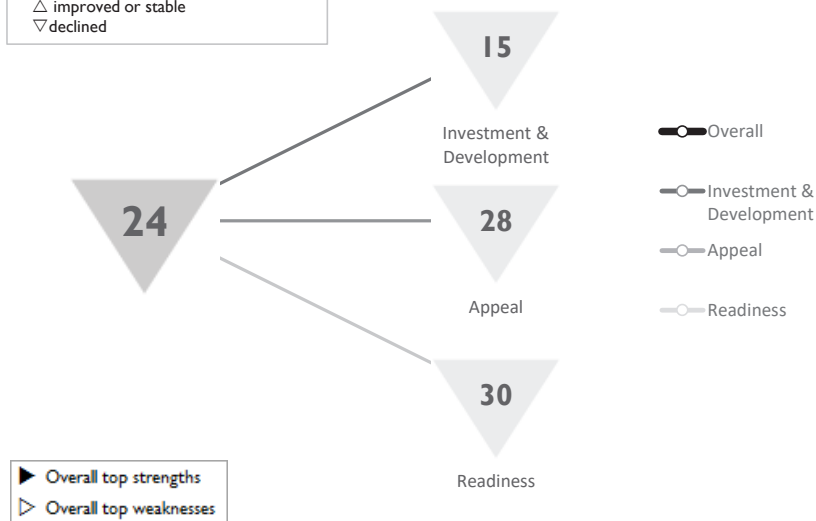 △ improved or stable
▽declined
15
Investment &
Development
24
28
Appeal
30
Readiness
Overall
Investment &
Development
Appeal
Readiness
▶ Overall top strengths
▷ Overall top weaknesses